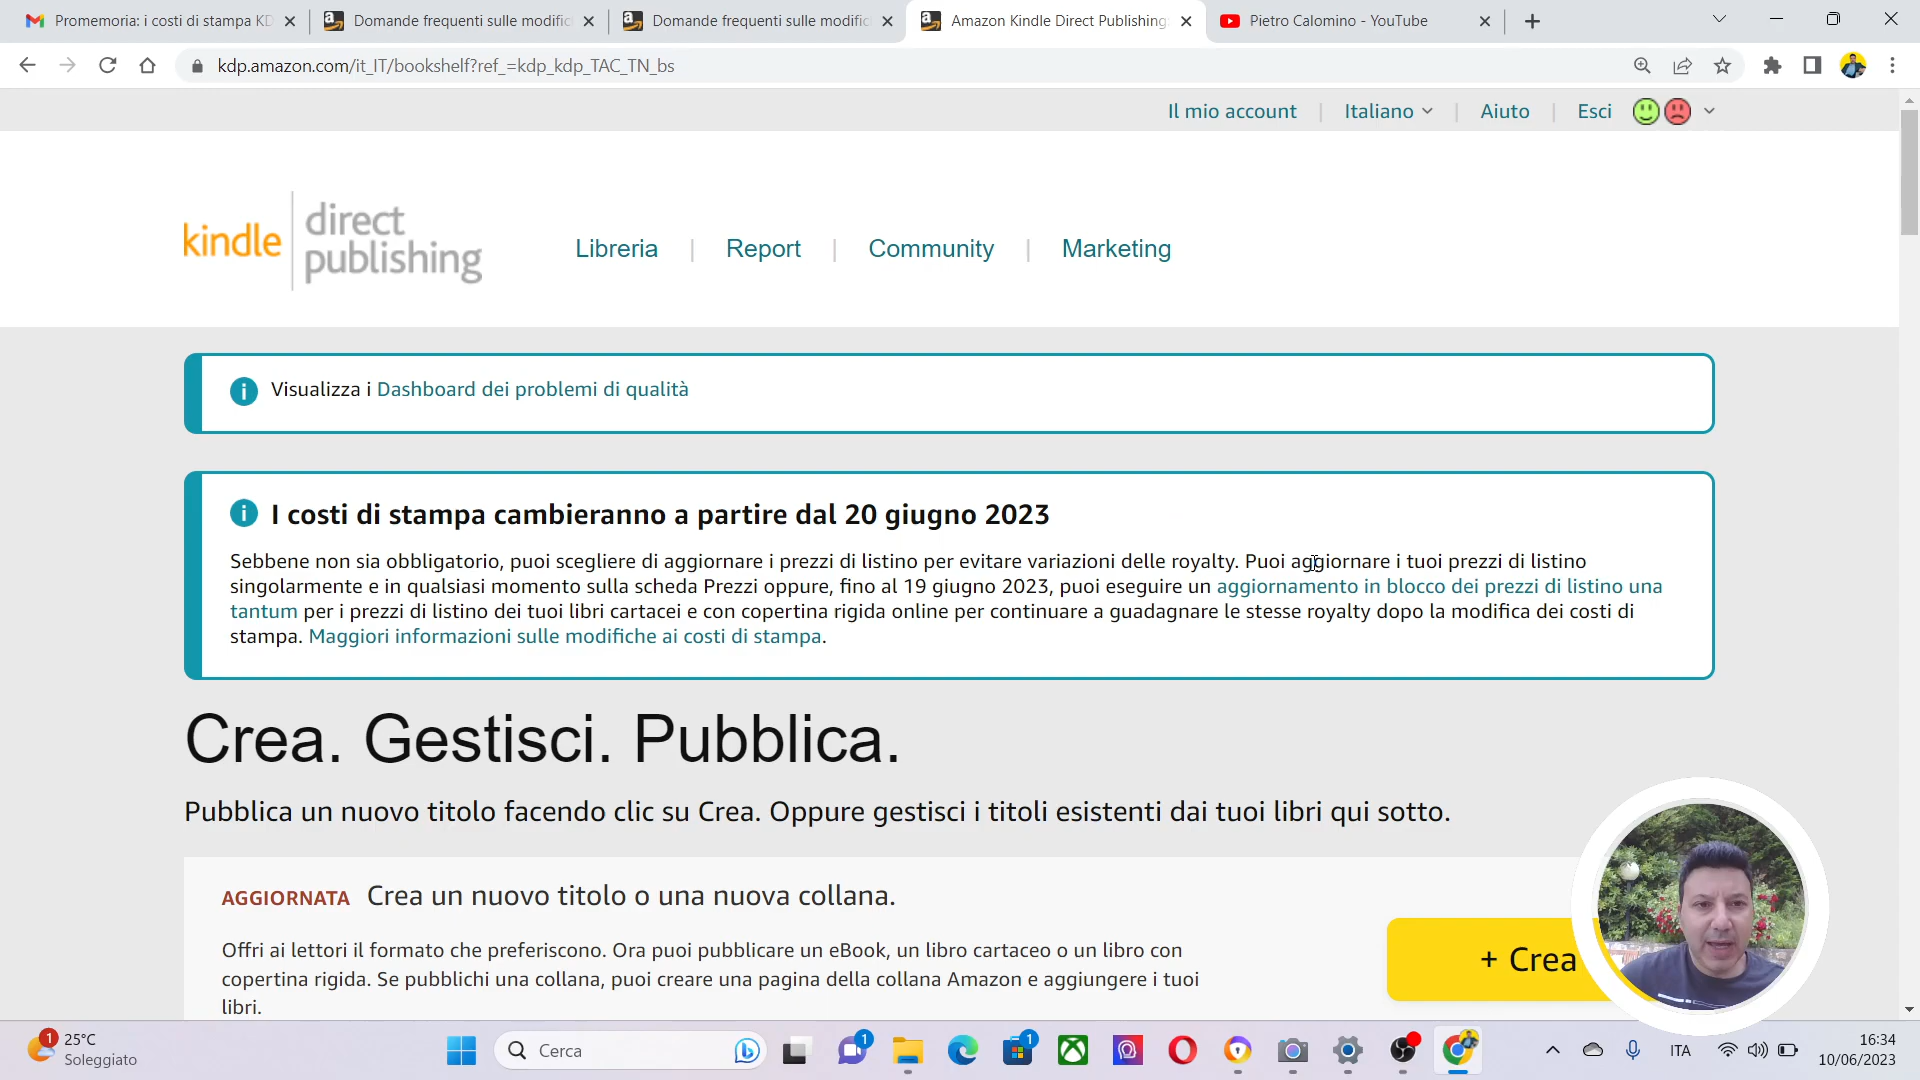 Promemoria: i costi di stampa KD
Domande frequenti sulle modific
Domande frequenti sulle modific
Amazon Kindle Direct Publishing:
Pietro Calomino - YouTube
kdp.amazon.com/it_IT/bookshelf?ref_=kdp_kdp_TAC_TN_bs
Il mio account | Italiano | Aiuto | Esci
kindle direct publishing
Libreria | Report | Community | Marketing
Visualizza i Dashboard dei problemi di qualità
I costi di stampa cambieranno a partire dal 20 giugno 2023
Sebbene non sia obbligatorio, puoi scegliere di aggiornare i prezzi di listino per evitare variazioni delle royalty. Puoi aggiornare i tuoi prezzi di listino
singolarmente e in qualsiasi momento sulla scheda Prezzi oppure, fino al 19 giugno 2023, puoi eseguire un aggiornamento in blocco dei prezzi di listino una
tantum per i prezzi di listino dei tuoi libri cartacei e con copertina rigida online per continuare a guadagnare le stesse royalty dopo la modifica dei costi di
stampa. Maggiori informazioni sulle modifiche ai costi di stampa.
Crea. Gestisci. Pubblica.
Pubblica un nuovo titolo facendo clic su Crea. Oppure gestisci i titoli esistenti dai tuoi libri qui sotto.
AGGIORNATA Crea un nuovo titolo o una nuova collana.
Offri ai lettori il formato che preferiscono. Ora puoi pubblicare un eBook, un libro cartaceo o un libro con
copertina rigida. Se pubblichi una collana, puoi creare una pagina della collana Amazon e aggiungere i tuoi
libri.
+ Crea
1
25°C
Soleggiato
Cerca
1
1
ITA
16:34
10/06/2023